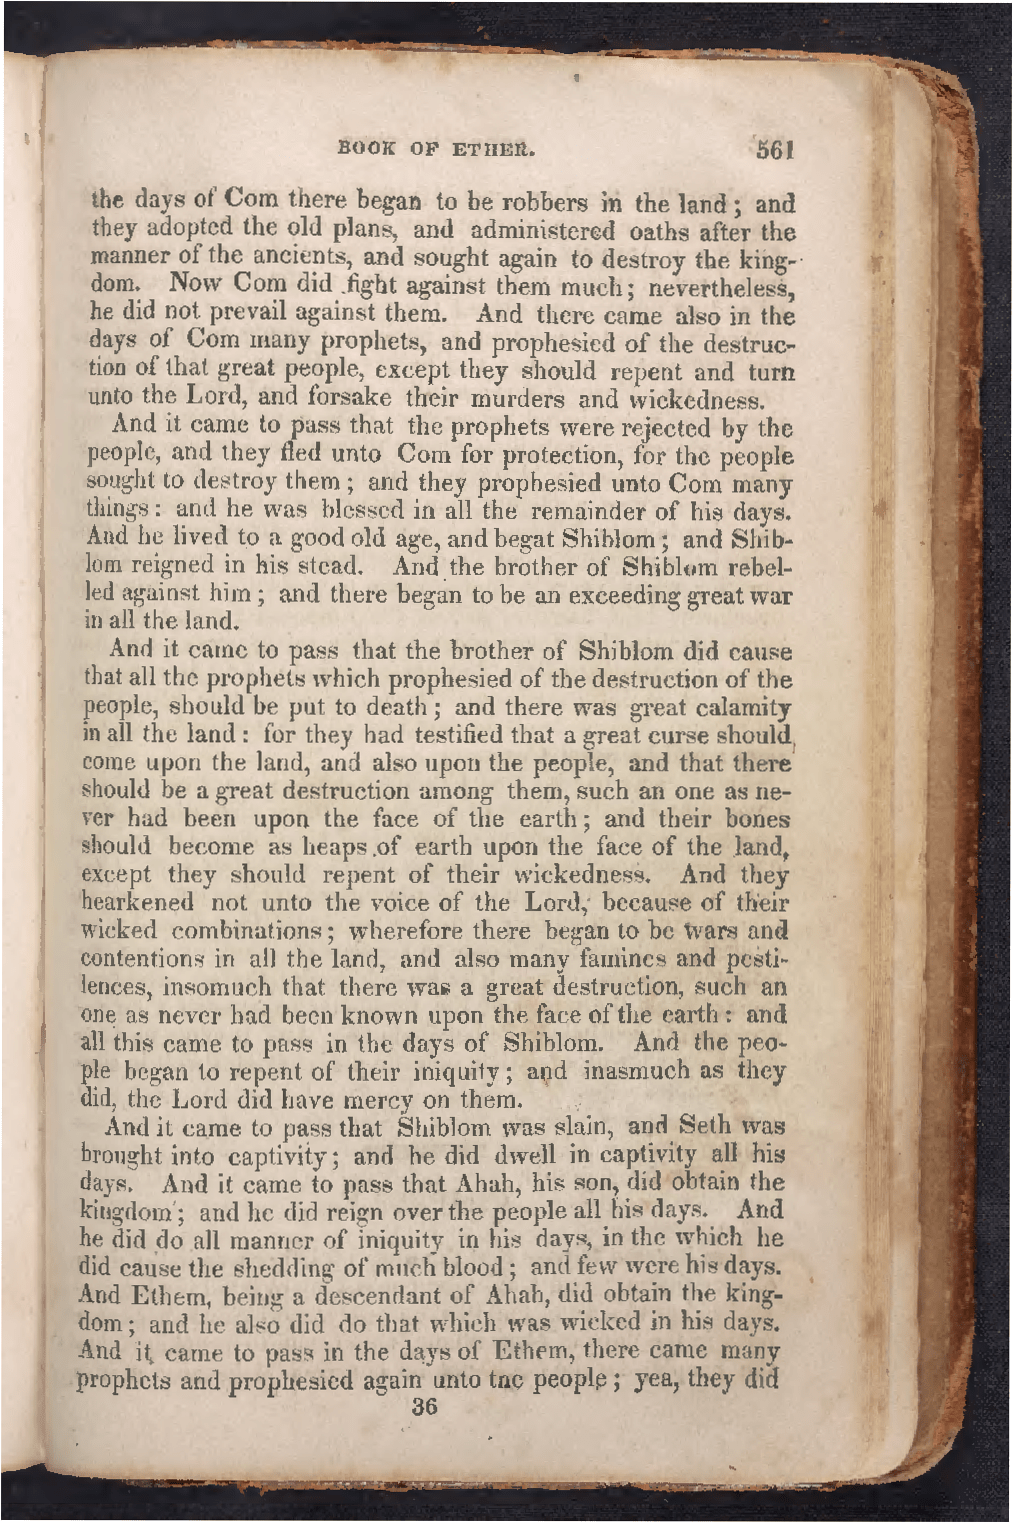 BOOK OF ETHER. 561
the days of Com there began to be robbers in the land; and
they adopted the old plans, and administered oaths after the
manner of the ancients, and sought again to destroy the king-
dom. Now Com did fight against them much; nevertheless,
he did not prevail against them. And there came also in the
days of Com many prophets, and prophesied of the destruc-
tion of that great people, except they should repent and turn
unto the Lord, and forsake their murders and wickedness.
And it came to pass that the prophets were rejected by the
people, and they fled unto Com for protection, for the people
sought to destroy them; and they prophesied unto Com many
things: and he was blessed in all the remainder of his days.
And he lived to a good old age, and begat Shiblom; and Shib-
lom reigned in his stead. And the brother of Shiblom rebel-
led against him; and there began to be an exceeding great war
in all the land.
And it came to pass that the brother of Shiblom did cause
that all the prophets which prophesied of the destruction of the
people, should be put to death; and there was great calamity
in all the land: for they had testified that a great curse should
come upon the land, and also upon the people, and that there
should be a great destruction among them, such an one as ne-
ver had been upon the face of the earth; and their bones
should become as heaps of earth upon the face of the land,
except they should repent of their wickedness. And they
hearkened not unto the voice of the Lord, because of their
wicked combinations; wherefore there began to be wars and
contentions in all the land, and also many famines and pesti-
lences, insomuch that there was a great destruction, such an
one as never had been known upon the face of the earth: and
all this came to pass in the days of Shiblom. And the peo-
ple began to repent of their iniquity; and inasmuch as they
did, the Lord did have mercy on them.
And it came to pass that Shiblom was slain, and Seth was
brought into captivity; and he did dwell in captivity all his
days. And it came to pass that Ahah, his son, did obtain the
kingdom; and he did reign over the people all his days. And
he did do all manner of iniquity in his days, in the which he
did cause the shedding of much blood; and few were his days.
And Ethem, being a descendant of Ahah, did obtain the king-
dom; and he also did do that which was wicked in his days.
And it came to pass in the days of Ethem, there came many
prophets and prophesied again unto the people; yea, they did
36